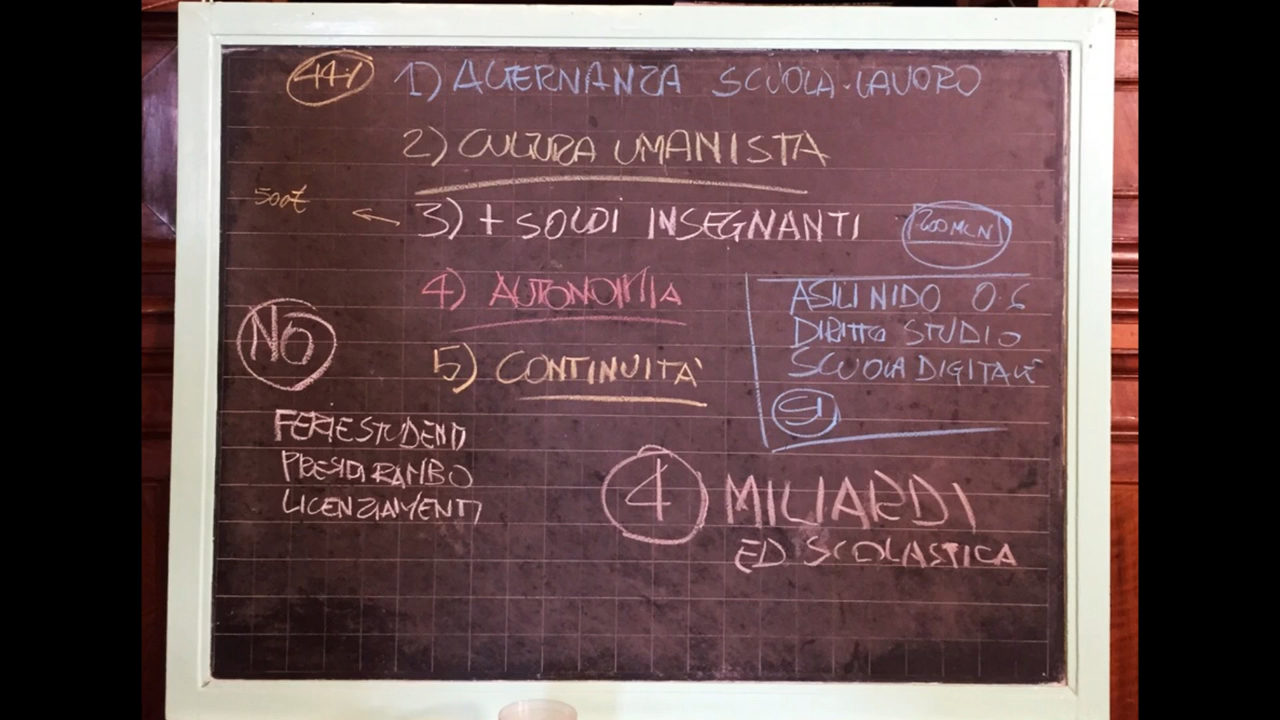 44% 1) ALTERNANZA SCUOLA-LAVORO
2) CULTURA UMANISTA
500€ ← 3) + SOLDI INSEGNANTI 200 MLN
4) AUTONOMIA
5) CONTINUITA'
ASILI NIDO 0.6
DIRITTO STUDIO
SCUOLA DIGITALE
9
NO
FERIE STUDENTI
PRESIDI RAMBO
LICENZIAMENTI
4 MILIARDI
ED SCOLASTICA